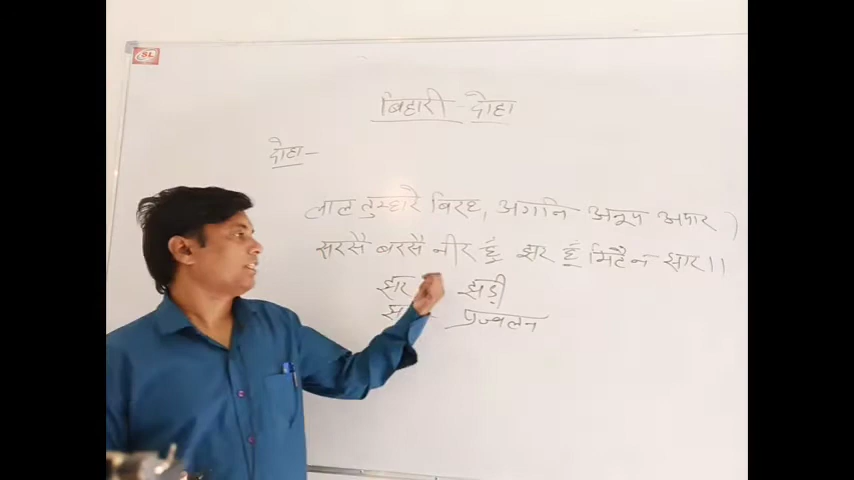 SL
बिहारी - दोहा
दोहा -
लाल तुम्हारे विरह, अगनि अनूप अपार )
सरसै बरसै नीर हूँ झर हूँ मिटै न झार।।
झर झड़ी
प्रज्वलन